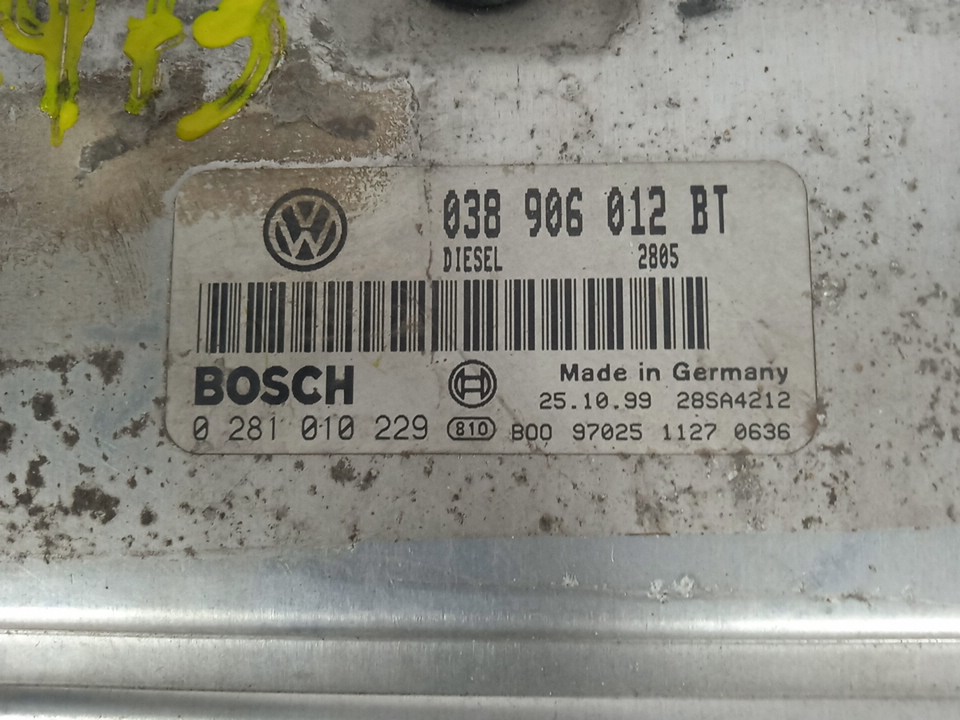 038 906 012 BT
DIESEL 2805
BOSCH
Made in Germany
25.10.99 28SA4212
0 281 010 229 810 B00 97025 1127 0636